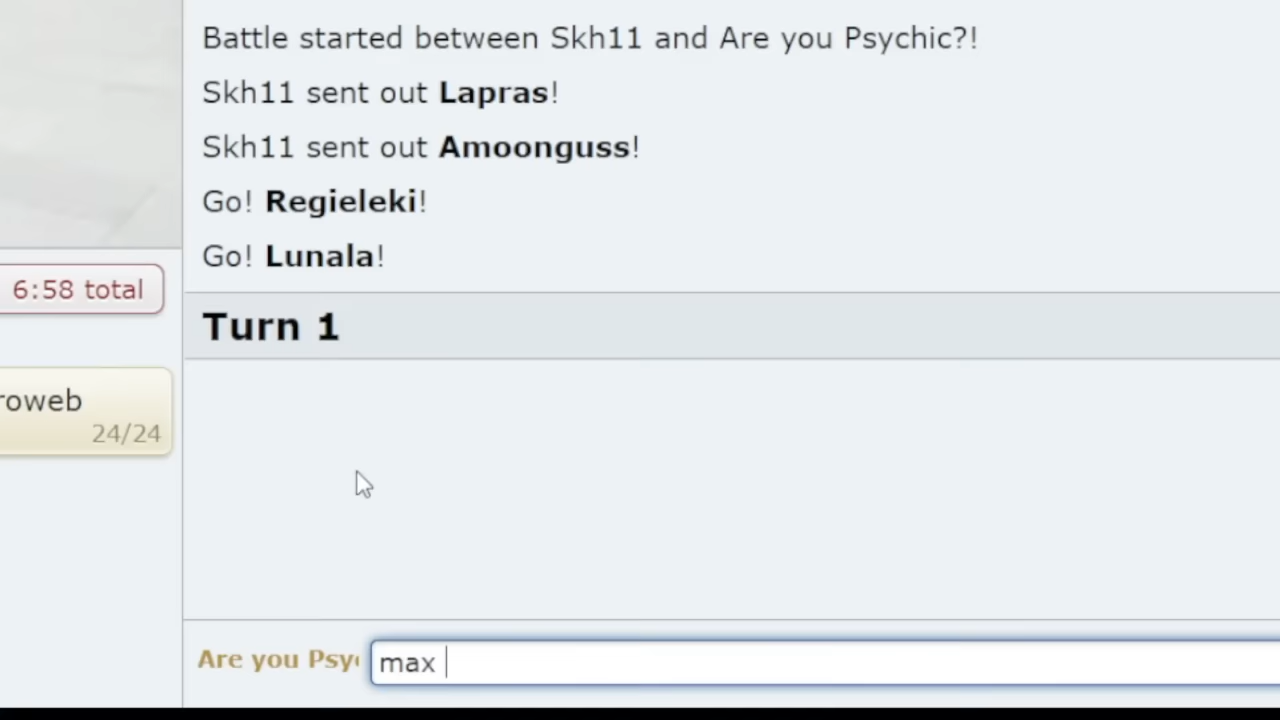 Battle started between Skh11 and Are you Psychic?!
Skh11 sent out Lapras!
Skh11 sent out Amoonguss!
Go! Regieleki!
Go! Lunala!
6:58 total
Turn 1
roweb
24/24
Are you Psyc
max